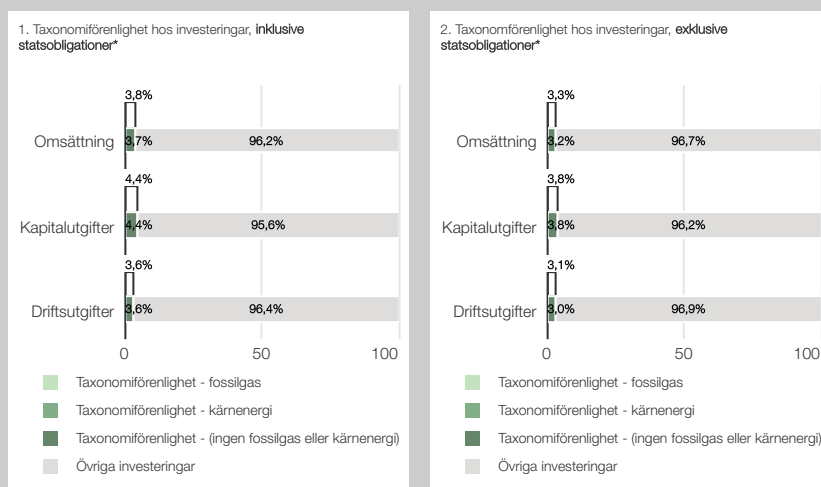 1. Taxonomiförenlighet hos investeringar, inklusive
statsobligationer*
3,8%
Omsättning
3,7%
96,2%
4,4%
Kapitalutgifter
4,4%
95,6%
3,6%
Driftsutgifter
3,6%
96,4%
0
50
100
Taxonomiförenlighet - fossilgas
Taxonomiförenlighet - kärnenergi
Taxonomiförenlighet - (ingen fossilgas eller kärnenergi)
Övriga investeringar
2. Taxonomförenlighet hos investeringar, exklusive
statsobligationer*
3,3%
Omsättning
3,2%
96,7%
3,8%
Kapitalutgifter
3,8%
96,2%
3,1%
Driftsutgifter
3,0%
96,9%
0
50
100
Taxonomiförenlighet - fossilgas
Taxonomiförenlighet - kärnenergi
Taxonomiförenlighet - (ingen fossilgas eller kärnenergi)
Övriga investeringar